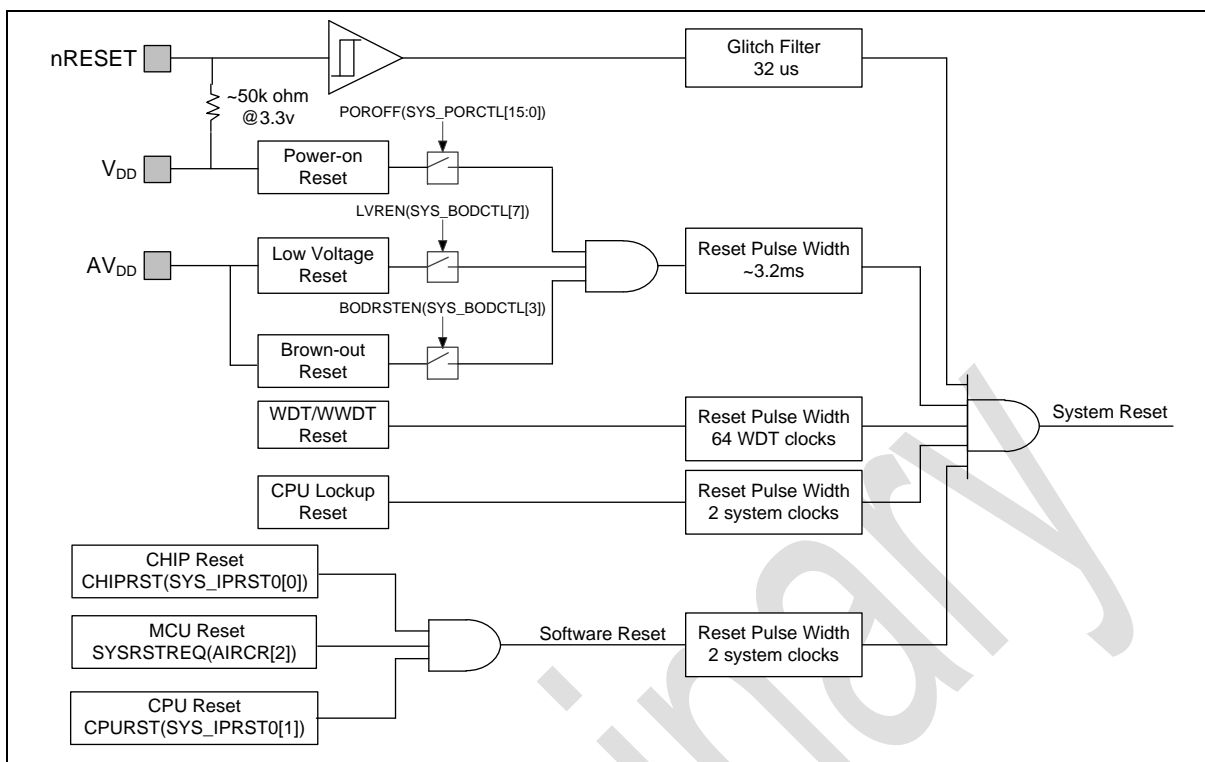 nRESET
Glitch Filter
32 us
~50k ohm
@3.3v
POROFF(SYS_PORCTL[15:0])
VDD
Power-on
Reset
LVREN(SYS_BODCTL[7])
AVDD
Low Voltage
Reset
Reset Pulse Width
~3.2ms
BODRSTEN(SYS_BODCTL[3])
Brown-out
Reset
WDT/WWDT
Reset
Reset Pulse Width
64 WDT clocks
System Reset
CPU Lockup
Reset
Reset Pulse Width
2 system clocks
CHIP Reset
CHIPRST(SYS_IPRST0[0])
MCU Reset
SYSRSTREQ(AIRCR[2])
Software Reset
Reset Pulse Width
2 system clocks
CPU Reset
CPURST(SYS_IPRST0[1])
inary